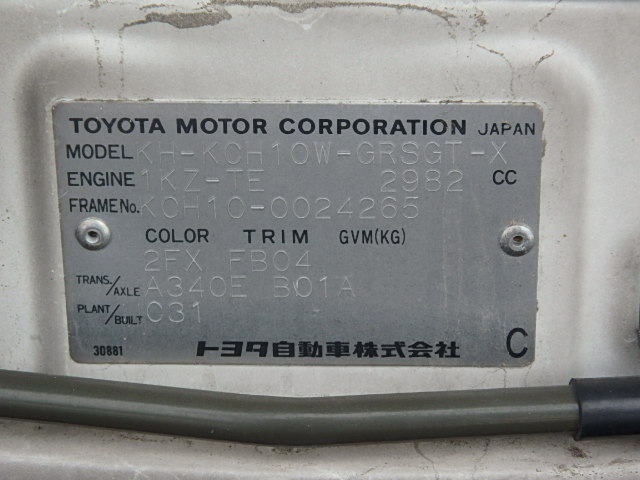 TOYOTA MOTOR CORPORATION JAPAN
MODEL KH-KCH10W-GRSGT-X
ENGINE 1KZ-TE 2982 CC
FRAME No. KCH10-0024265
COLOR TRIM GVM(KG)
2FX FB04
TRANS./AXLE A340E B01A
PLANT/BUILT C31
30881 トヨタ自動車株式会社 C